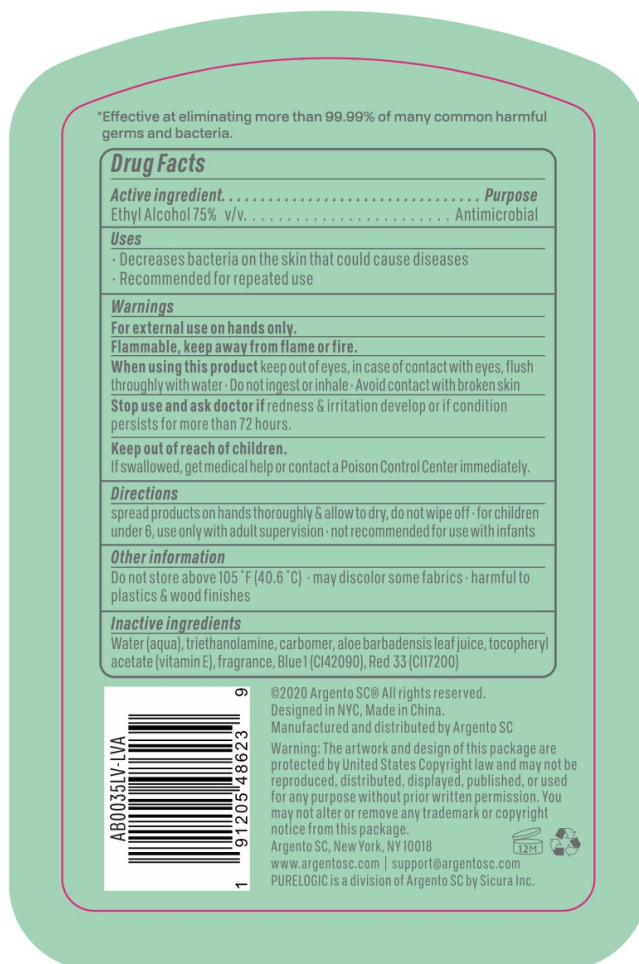 *Effective at eliminating more than 99.99% of many common harmful
germs and bacteria.
Drug Facts
Active ingredient. . . . . . . . . . . . . . . . . . . . . . . . . . . . . . . . Purpose
Ethyl Alcohol 75% v/v. . . . . . . . . . . . . . . . . . . . . . . . Antimicrobial
Uses
· Decreases bacteria on the skin that could cause diseases
· Recommended for repeated use
Warnings
For external use on hands only.
Flammable, keep away from flame or fire.
When using this product keep out of eyes, in case of contact with eyes, flush
throughly with water · Do not ingest or inhale · Avoid contact with broken skin
Stop use and ask doctor if redness & irritation develop or if condition
persists for more than 72 hours.
Keep out of reach of children.
If swallowed, get medical help or contact a Poison Control Center immediately.
Directions
spread products on hands thoroughly & allow to dry, do not wipe off · for children
under 6, use only with adult supervision · not recommended for use with infants
Other information
Do not store above 105 ˚F (40.6 ˚C) · may discolor some fabrics · harmful to
plastics & wood finishes
Inactive ingredients
Water (aqua), triethanolamine, carbomer, aloe barbadensis leaf juice, tocopheryl
acetate (vitamin E), fragrance, Blue 1 (CI42090), Red 33 (CI17200)
AB0035LV-LVA
1 91205 48623 9
©2020 Argento SC® All rights reserved.
Designed in NYC, Made in China.
Manufactured and distributed by Argento SC
Warning: The artwork and design of this package are
protected by United States Copyright law and may not be
reproduced, distributed, displayed, published, or used
for any purpose without prior written permission. You
may not alter or remove any trademark or copyright
notice from this package.
Argento SC, New York, NY 10018
12M
www.argentosc.com | support@argentosc.com
PURELOGIC is a division of Argento SC by Sicura Inc.